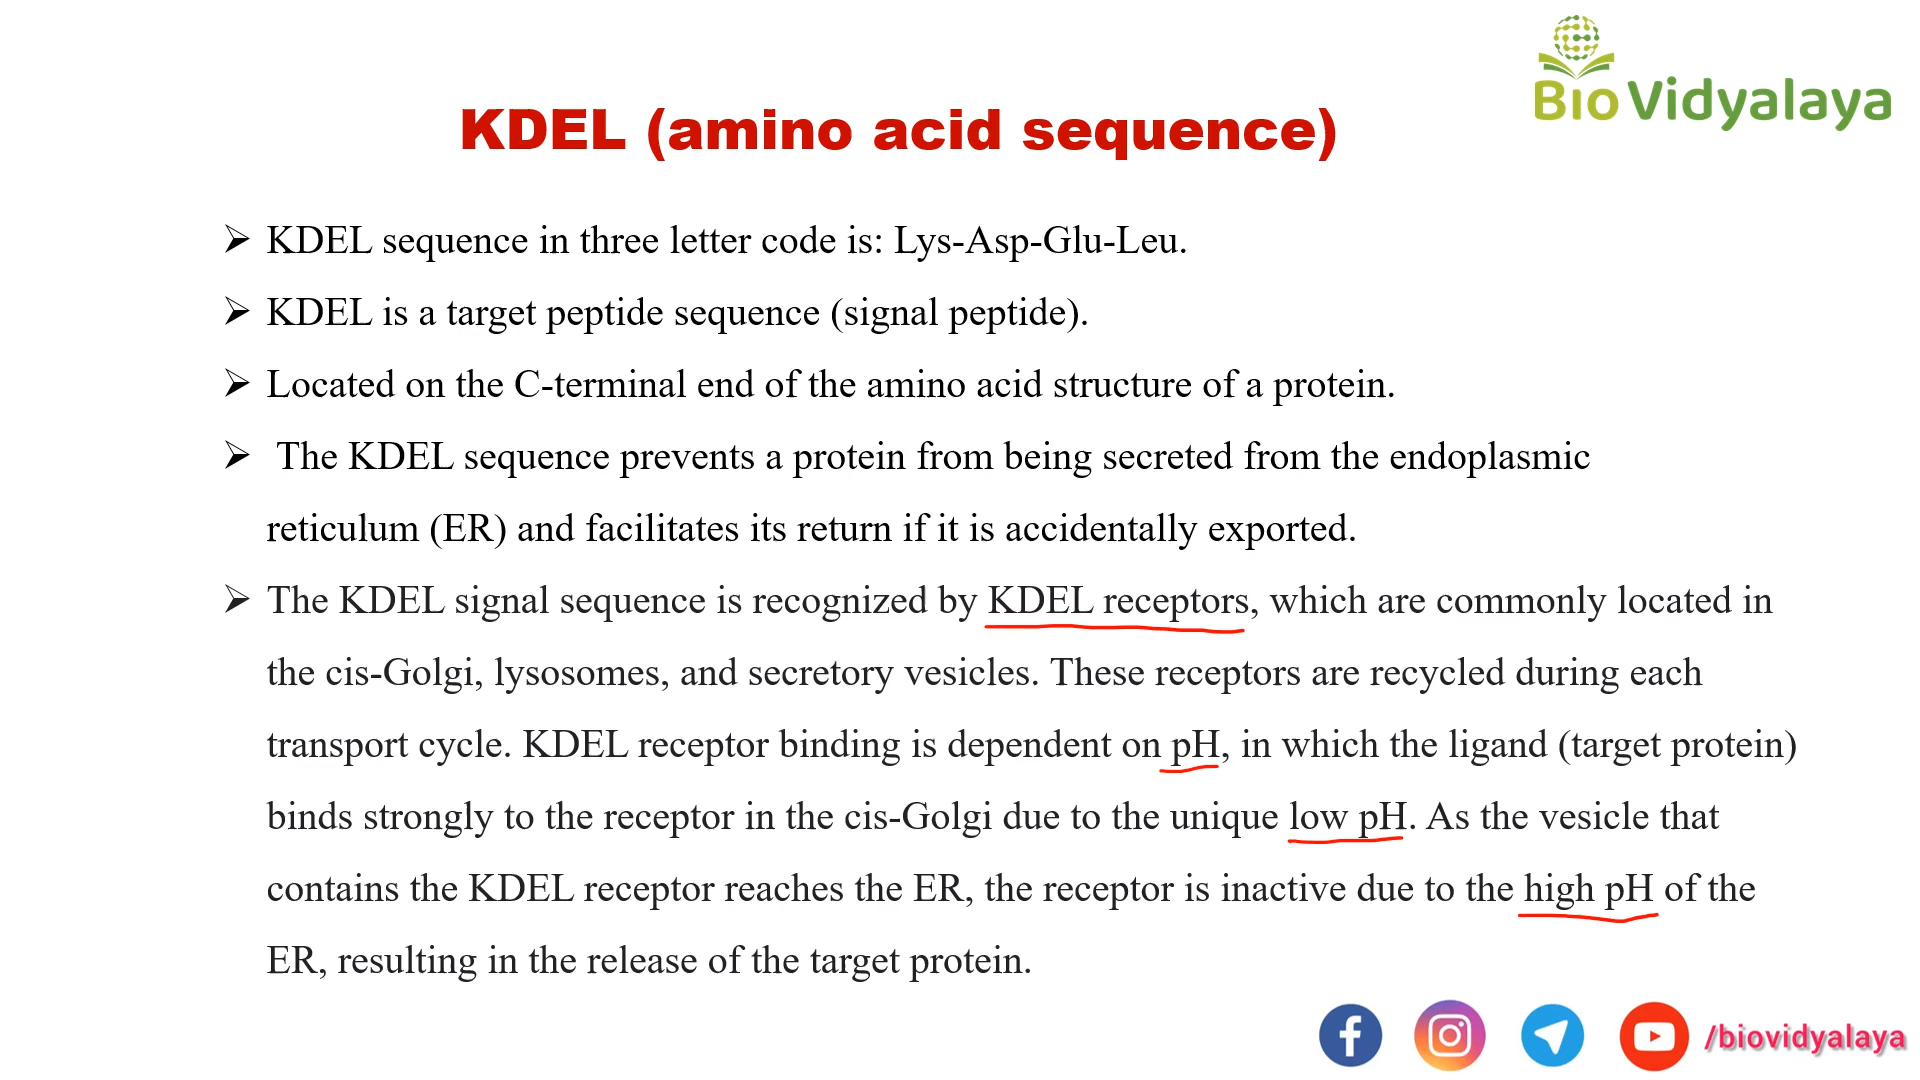 Bio Vidyalaya
KDEL (amino acid sequence)
➢ KDEL sequence in three letter code is: Lys-Asp-Glu-Leu.
➢ KDEL is a target peptide sequence (signal peptide).
➢ Located on the C-terminal end of the amino acid structure of a protein.
➢ The KDEL sequence prevents a protein from being secreted from the endoplasmic
reticulum (ER) and facilitates its return if it is accidentally exported.
➢ The KDEL signal sequence is recognized by KDEL receptors, which are commonly located in
the cis-Golgi, lysosomes, and secretory vesicles. These receptors are recycled during each
transport cycle. KDEL receptor binding is dependent on pH, in which the ligand (target protein)
binds strongly to the receptor in the cis-Golgi due to the unique low pH. As the vesicle that
contains the KDEL receptor reaches the ER, the receptor is inactive due to the high pH of the
ER, resulting in the release of the target protein.
/biovidyalaya